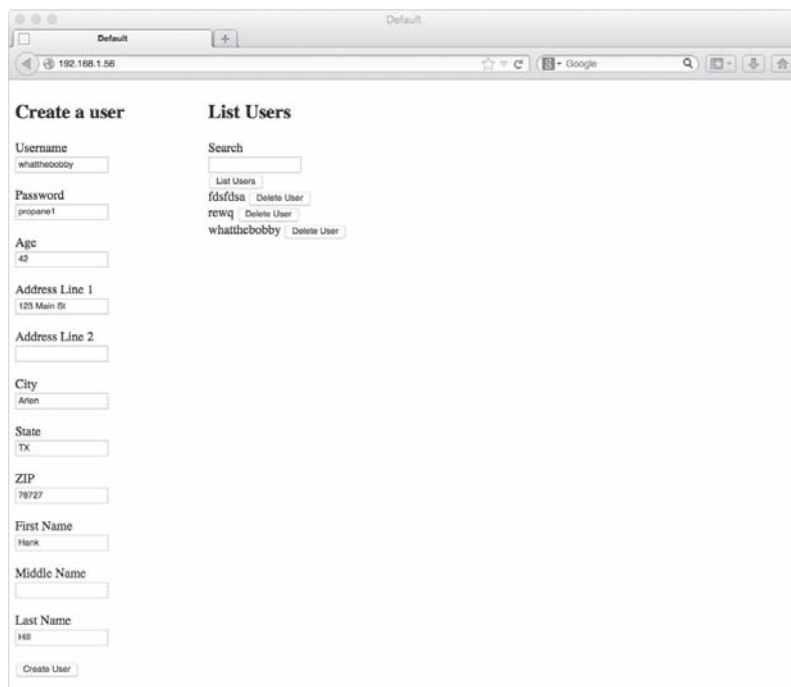 Default
Default
+
192.168.1.56
Google
Create a user
Username
whatthebobby
Password
propane1
Age
42
Address Line 1
123 Main St
Address Line 2
City
Arlen
State
TX
ZIP
78727
First Name
Hank
Middle Name
Last Name
Hill
Create User
List Users
Search
List Users
fdsfdsa Delete User
rewq Delete User
whatthebobby Delete User